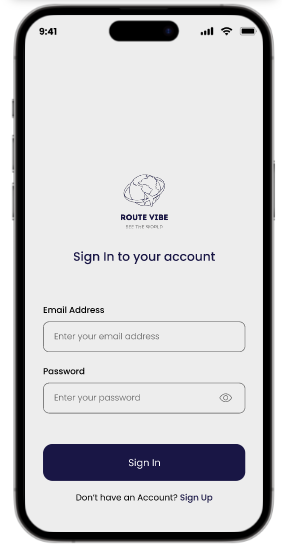 9:41
ROUTE VIBE
SEE THE WORLD
Sign In to your account
Email Address
Enter your email address
Password
Enter your password
Sign In
Don't have an Account? Sign Up